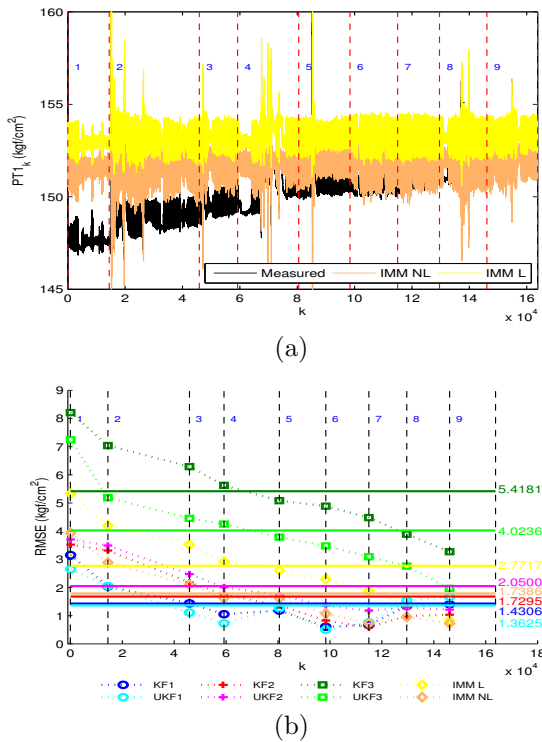 160
155
150
145
PT1k (kgf/cm²)
1 2 3 4 5 6 7 8 9
Measured IMM NL IMM L
0 2 4 6 8 10 12 14 16
k
x 10⁴
(a)
9
8
7
6
5
4
3
2
1
0
RMSE (kgf/cm²)
1 2 3 4 5 6 7 8 9
5.4181
4.0236
2.7717
2.0500
1.7386
1.7295
1.4306
1.3625
0 2 4 6 8 10 12 14 16 18
k
x 10⁴
KF1 KF2 KF3 IMM L
UKF1 UKF2 UKF3 IMM NL
(b)